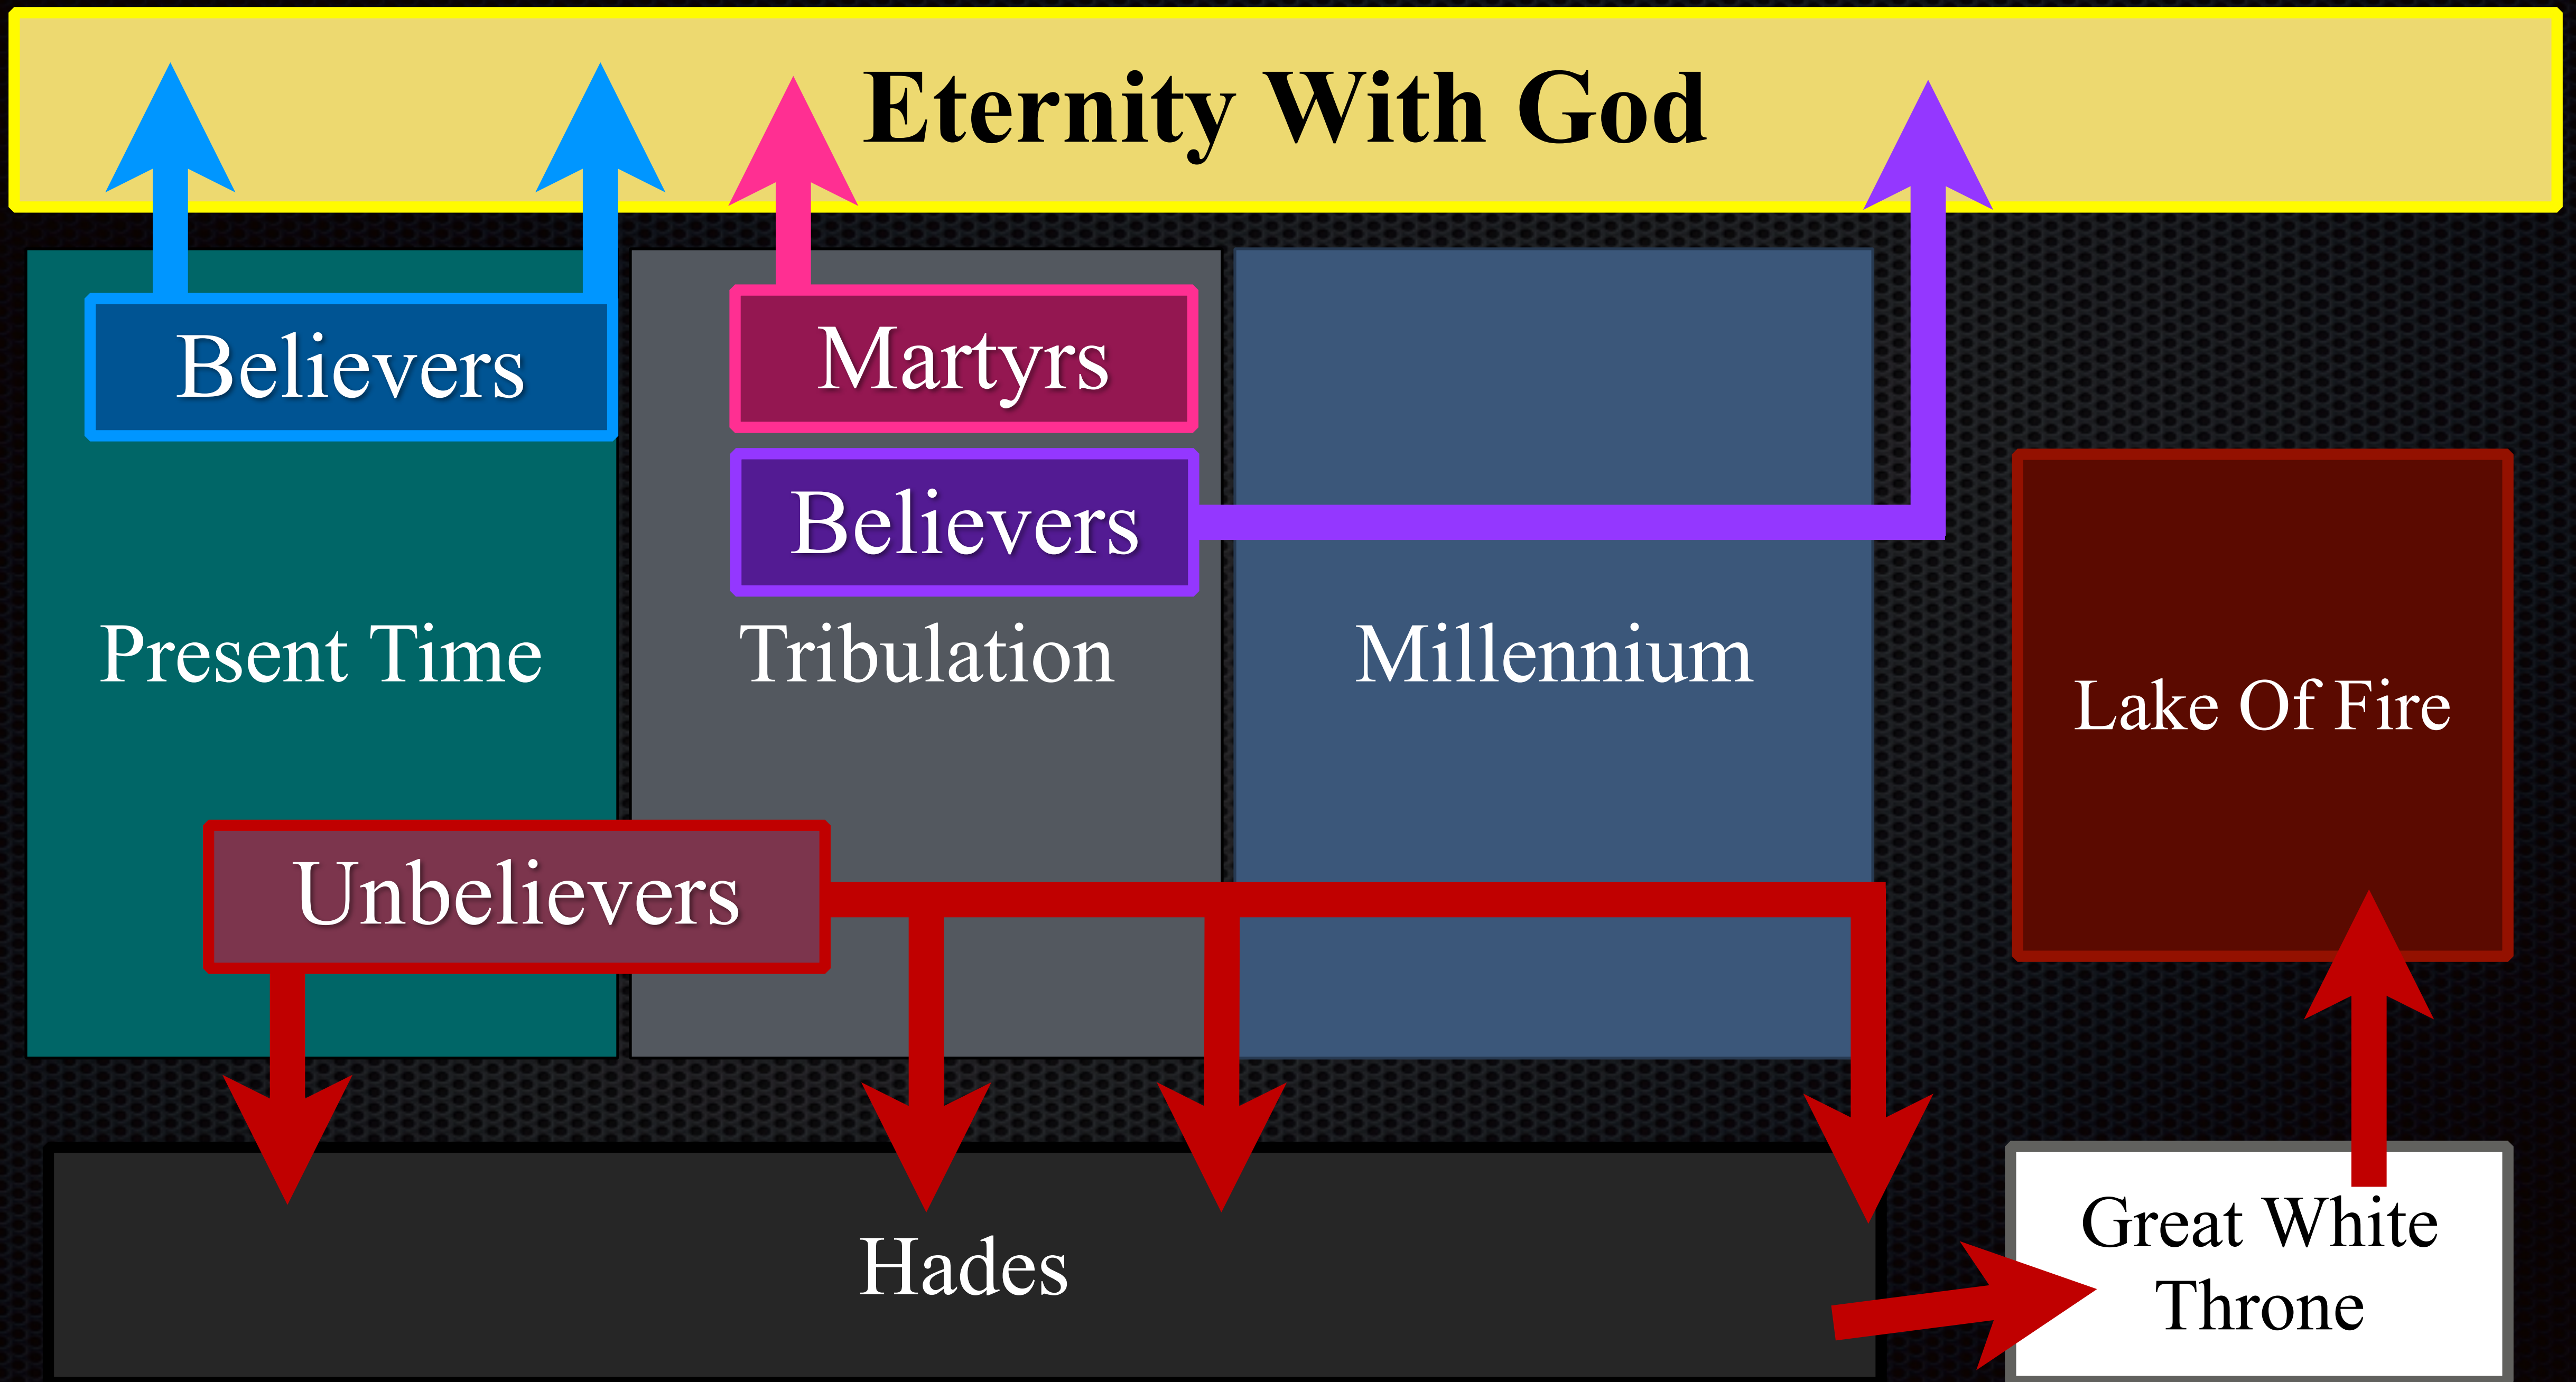 Eternity With God
Believers
Martyrs
Believers
Present Time
Tribulation
Millennium
Lake Of Fire
Unbelievers
Hades
Great White
Throne